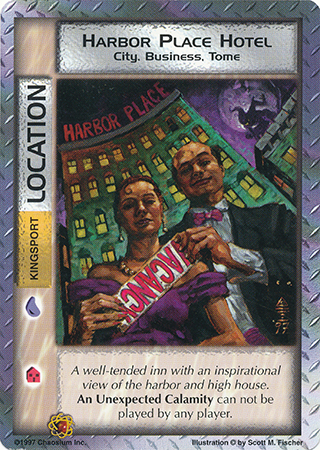 HARBOR PLACE HOTEL
City, Business, Tome
LOCATION
KINGSPORT
HARBOR PLACE
VACANCY
A well-tended inn with an inspirational
view of the harbor and high house.
An Unexpected Calamity can not be
played by any player.
©1997 Chaosium Inc.
Illustration © by Scott M. Fischer